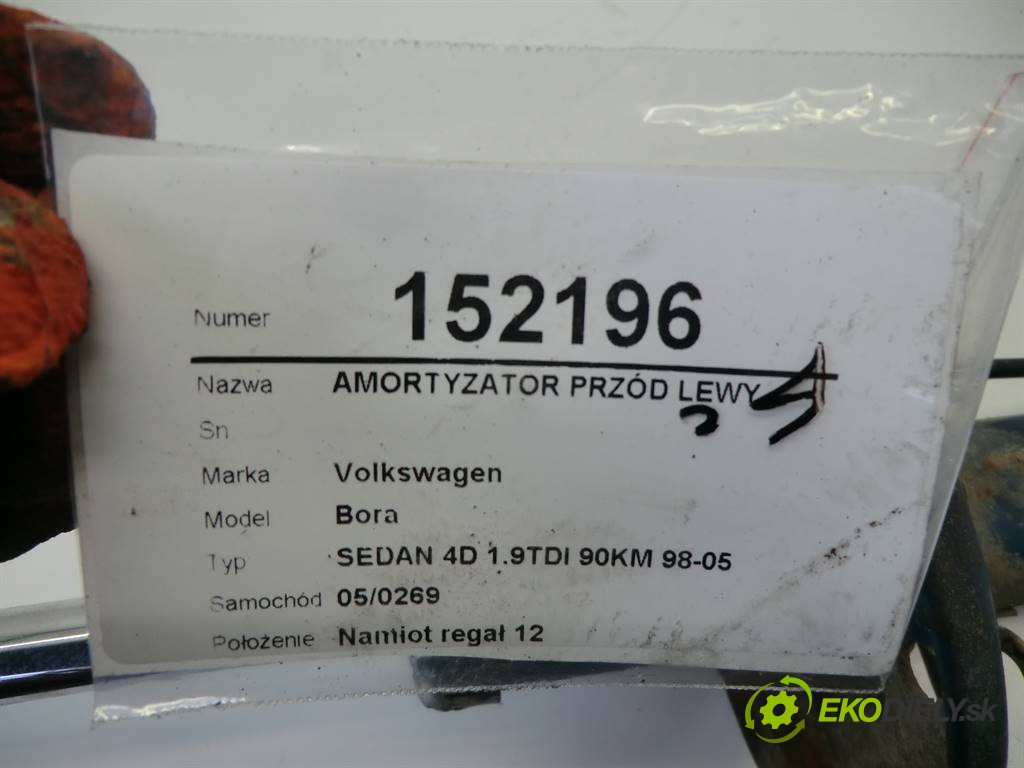 Numer 152196
Nazwa AMORTYZATOR PRZÓD LEWY
Sn
Marka Volkswagen
Model Bora
Typ SEDAN 4D 1.9TDI 90KM 98-05
Samochód 05/0269
Położenie Namiot regał 12
EKODIELY.sk